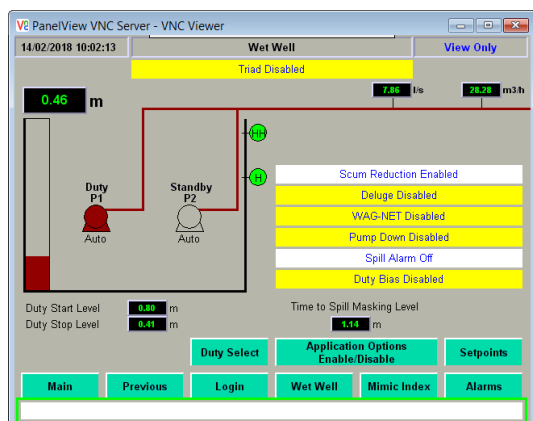 PanelView VNC Server - VNC Viewer
14/02/2018 10:02:13
Wet Well
View Only
Triad Disabled
0.46 m
7.86 l/s
28.28 m3/h
HH
H
Duty
P1
Auto
Standby
P2
Auto
Scum Reduction Enabled
Deluge Disabled
WAG-NET Disabled
Pump Down Disabled
Spill Alarm Off
Duty Bias Disabled
Duty Start Level 0.80 m
Duty Stop Level 0.41 m
Time to Spill Masking Level
1.14 m
Duty Select
Application Options
Enable/Disable
Setpoints
Main
Previous
Login
Wet Well
Mimic Index
Alarms